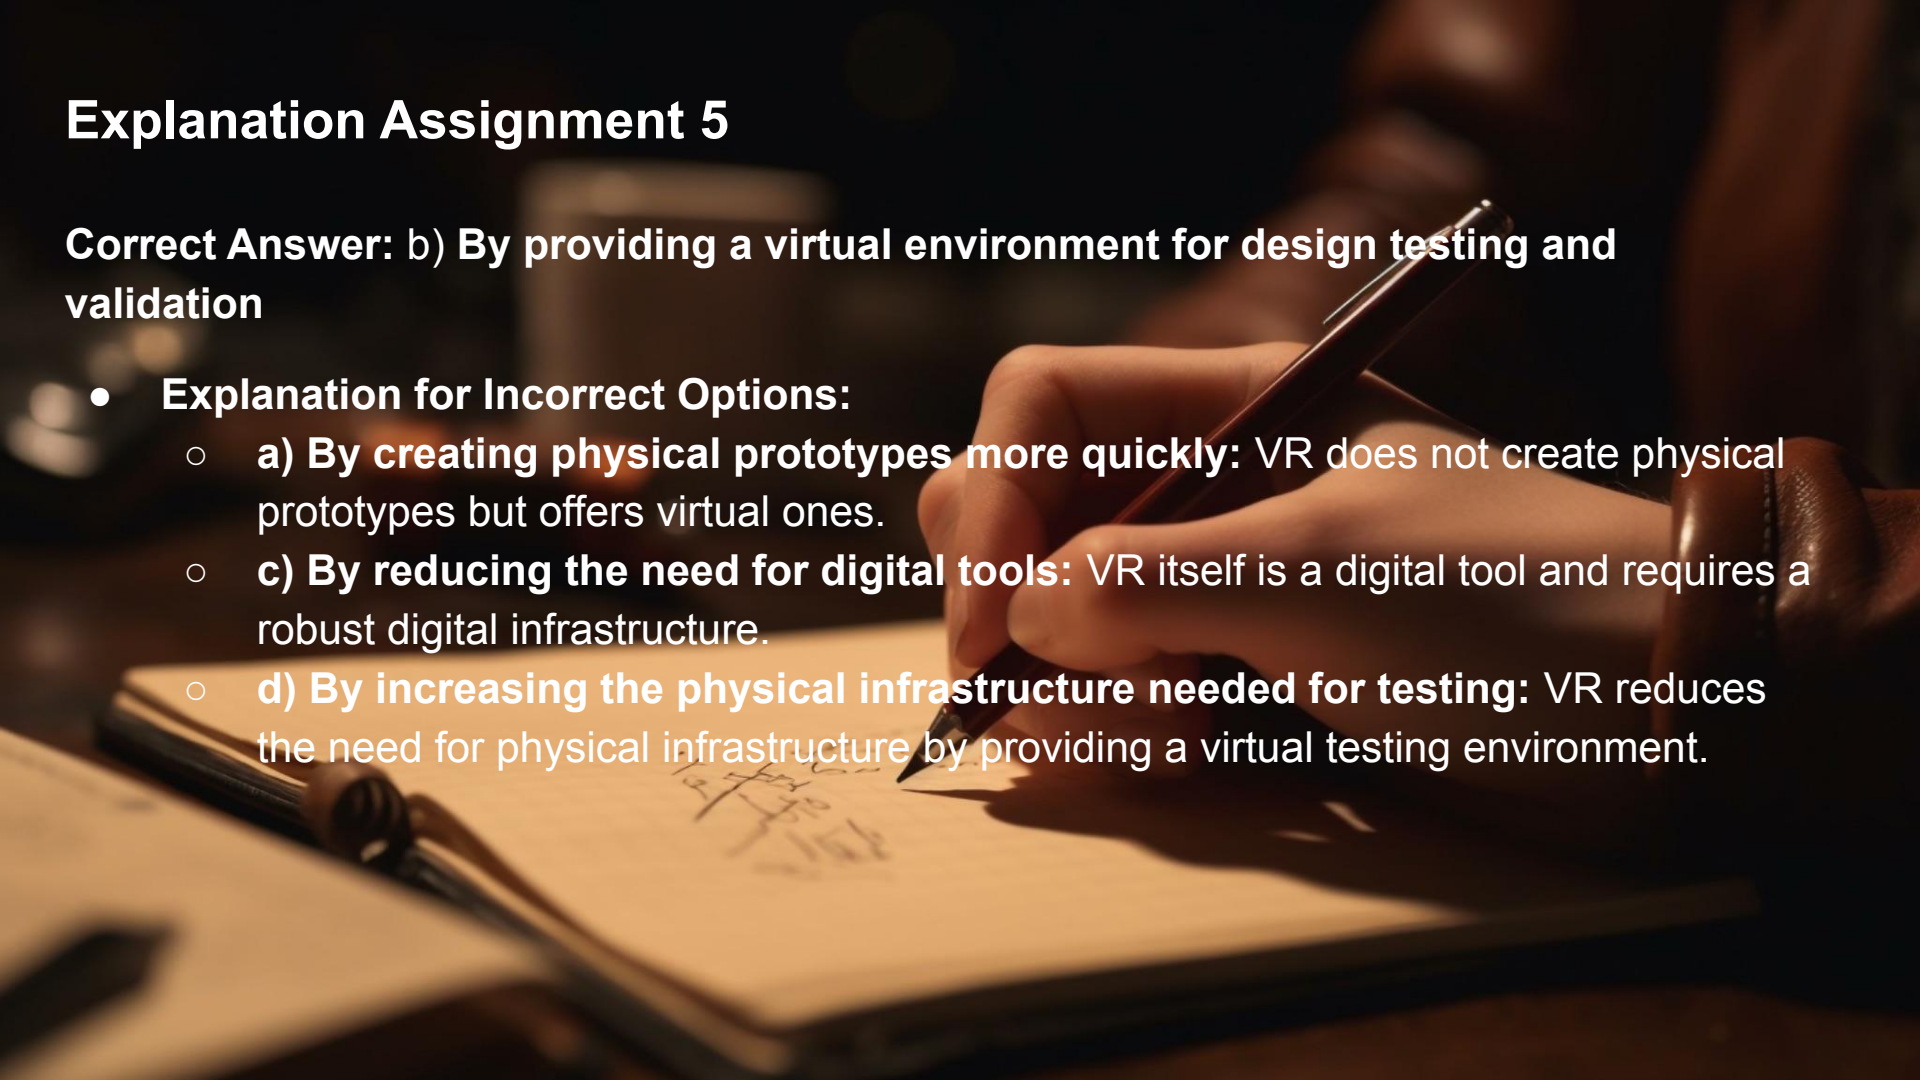 Explanation Assignment 5
Correct Answer: b) By providing a virtual environment for design testing and
validation
● Explanation for Incorrect Options:
○ a) By creating physical prototypes more quickly: VR does not create physical
prototypes but offers virtual ones.
○ c) By reducing the need for digital tools: VR itself is a digital tool and requires a
robust digital infrastructure.
○ d) By increasing the physical infrastructure needed for testing: VR reduces
the need for physical infrastructure by providing a virtual testing environment.